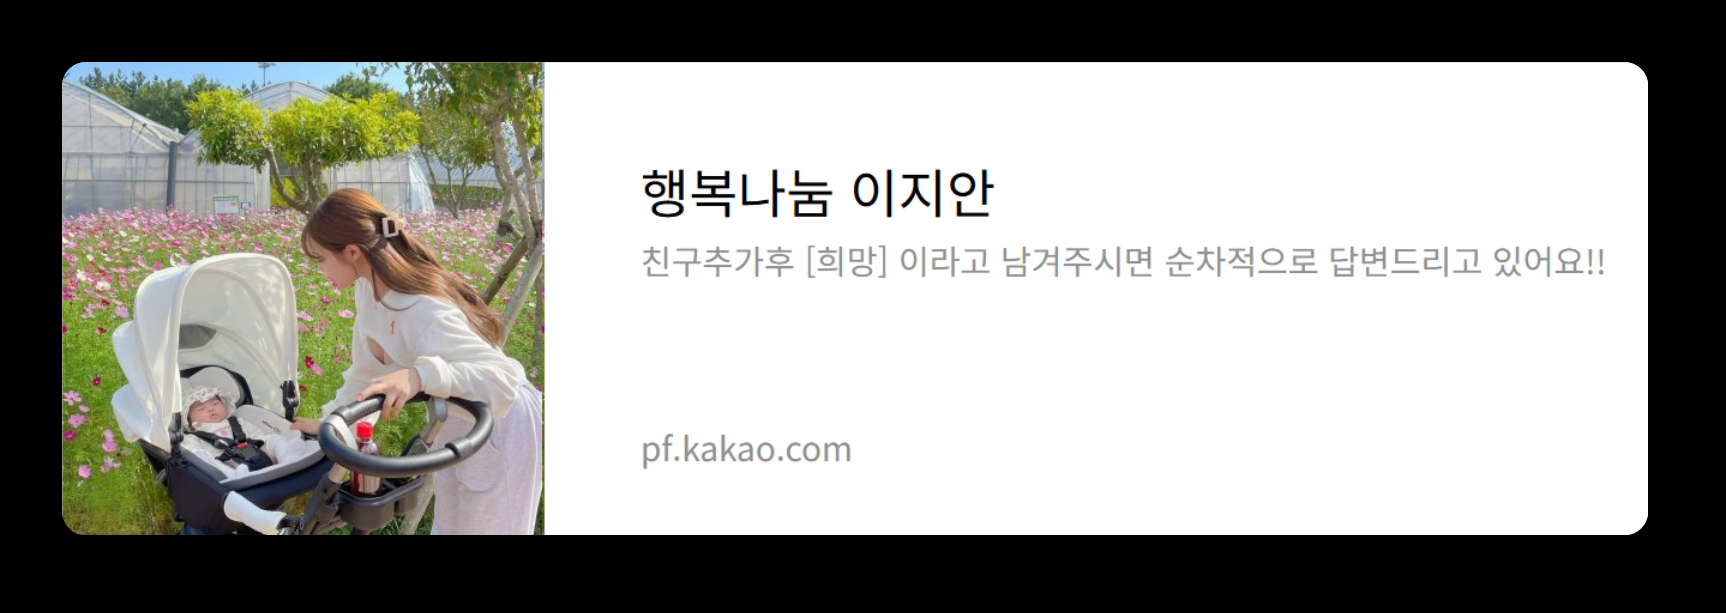 행복나눔 이지안
친구추가후 [희망] 이라고 남겨주시면 순차적으로 답변드리고 있어요!!
pf.kakao.com